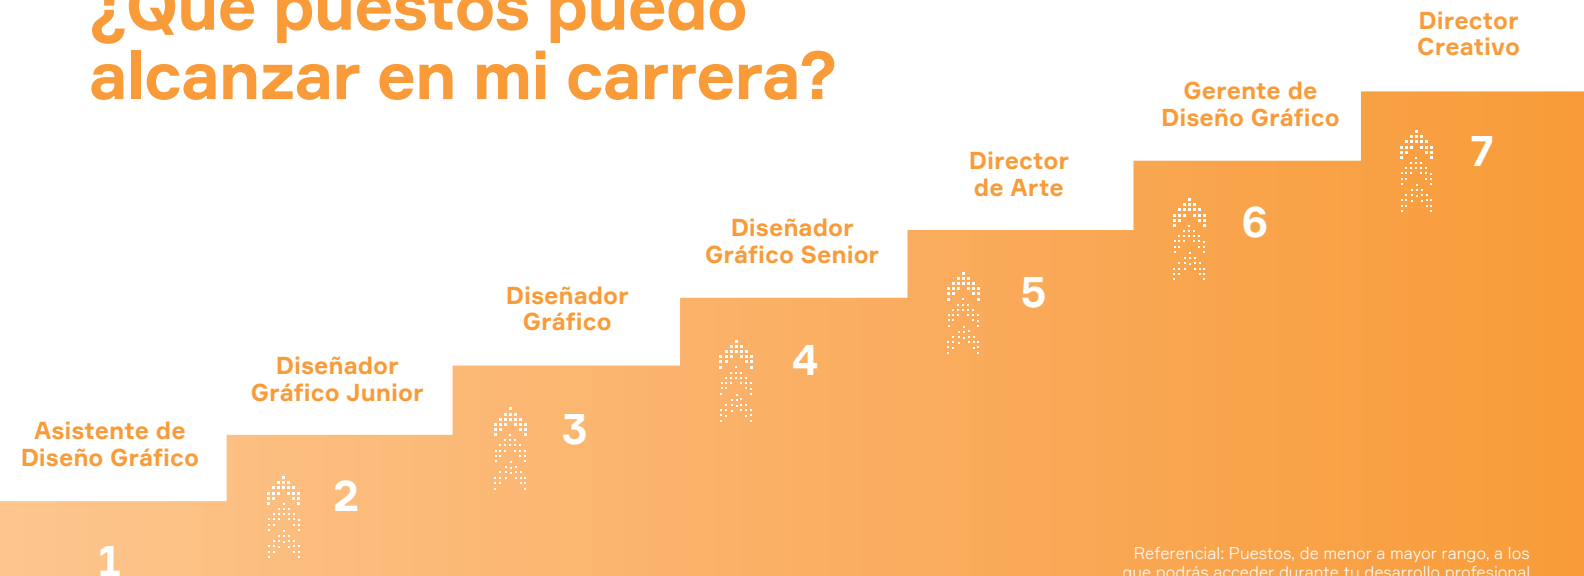 ¿Qué puestos puedo
alcanzar en mi carrera?
Director
Creativo
Gerente de
Diseño Gráfico
7
Director
de Arte
6
Diseñador
Gráfico Senior
5
Diseñador
Gráfico
4
Diseñador
Gráfico Junior
3
Asistente de
Diseño Gráfico
2
1
Referencial: Puestos, de menor a mayor rango, a los
que podrás acceder durante tu desarrollo profesional